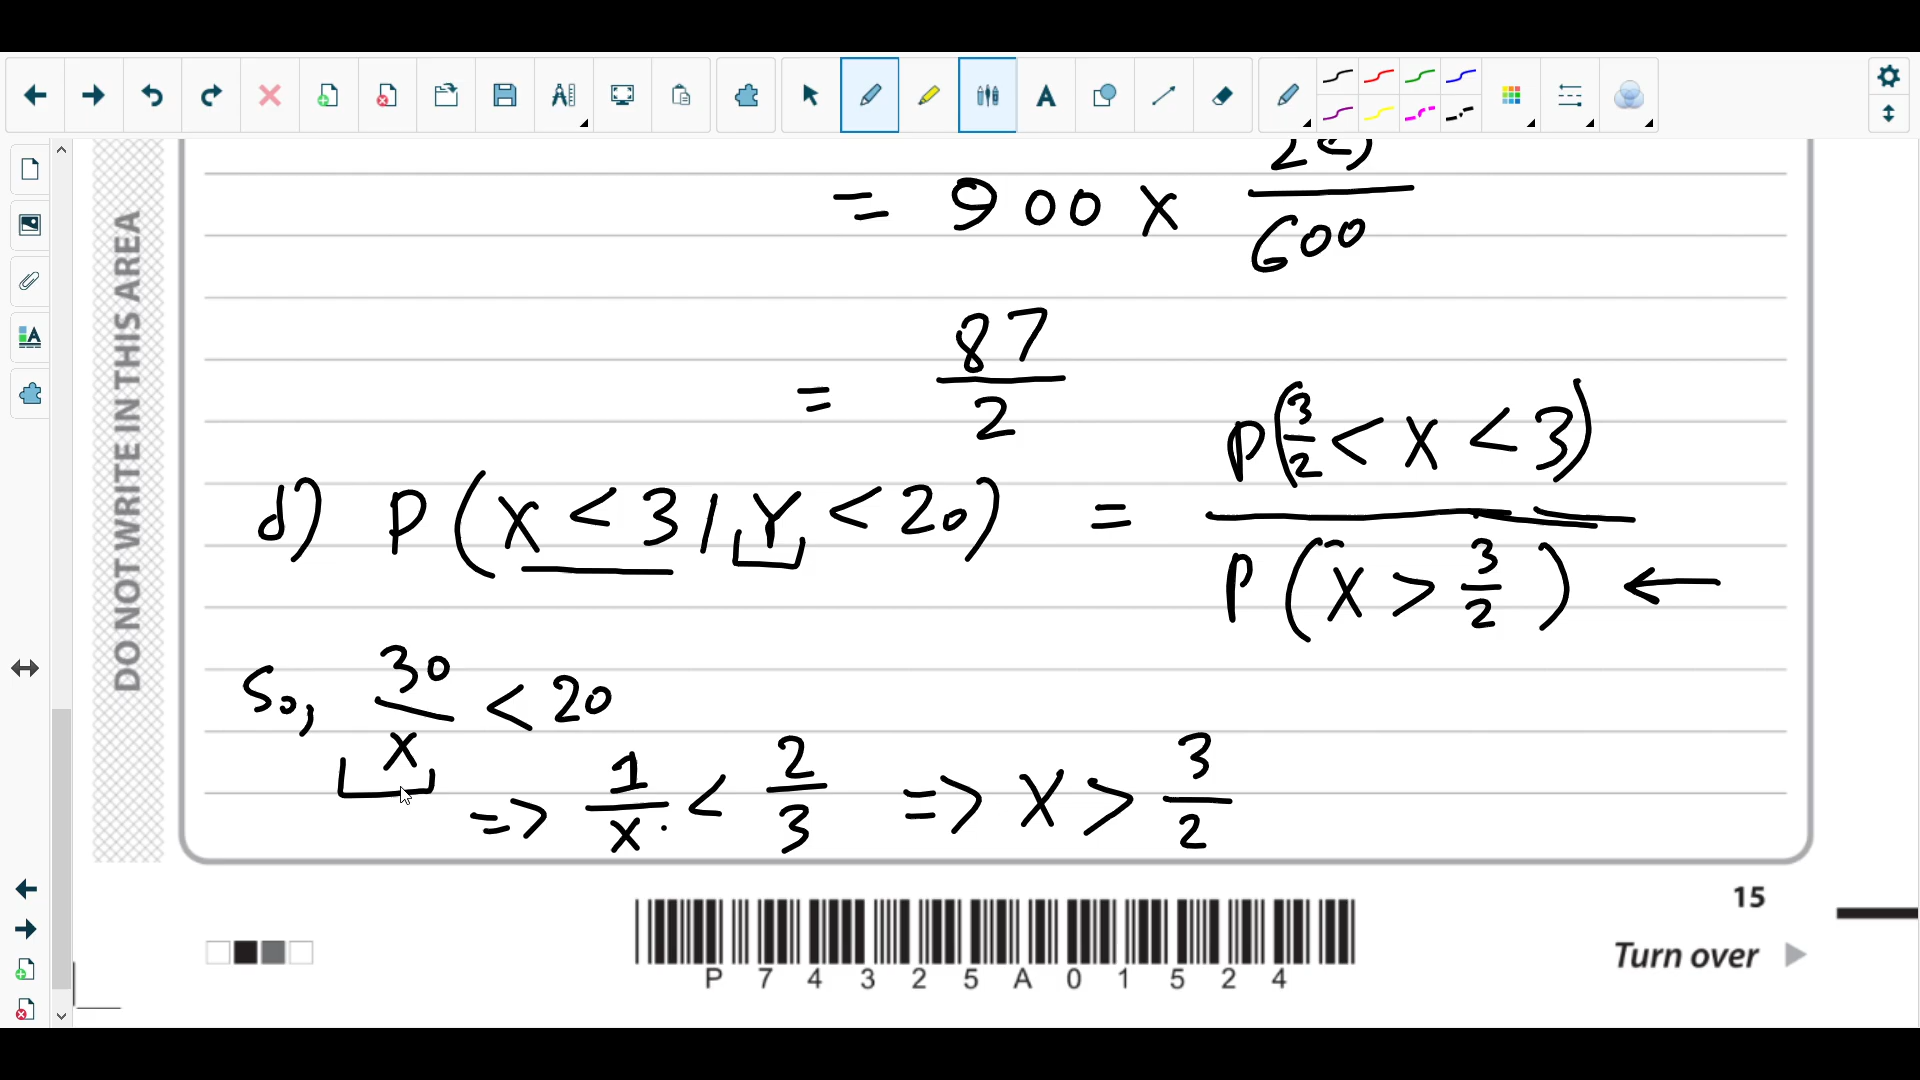 DO NOT WRITE IN THIS AREA
= 900 x ——
600
= 87/2
d) P(X < 3 / Y < 20) = P(3/2 < X < 3) / P(X > 3/2) ←
So, 30/x < 20
=> 1/x < 2/3 => X > 3/2
15
P 7 4 3 2 5 A 0 1 5 2 4
Turn over